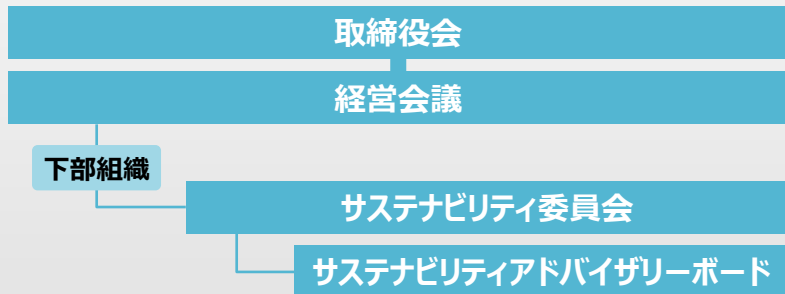 取締役会
経営会議
下部組織
サステナビリティ委員会
サステナビリティアドバイザリーボード